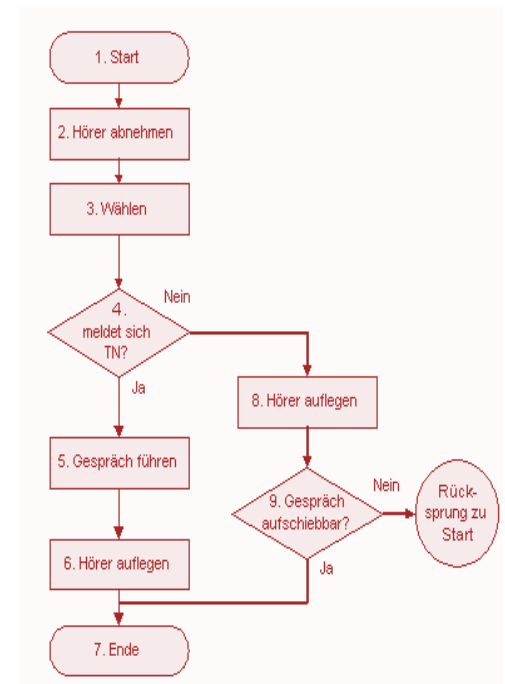 1. Start
2. Hörer abnehmen
3. Wählen
4.
meldet sich
TN?
Nein
Ja
5. Gespräch führen
6. Hörer auflegen
7. Ende
8. Hörer auflegen
9. Gespräch
aufschiebbar?
Nein
Ja
Rück-
sprung zu
Start